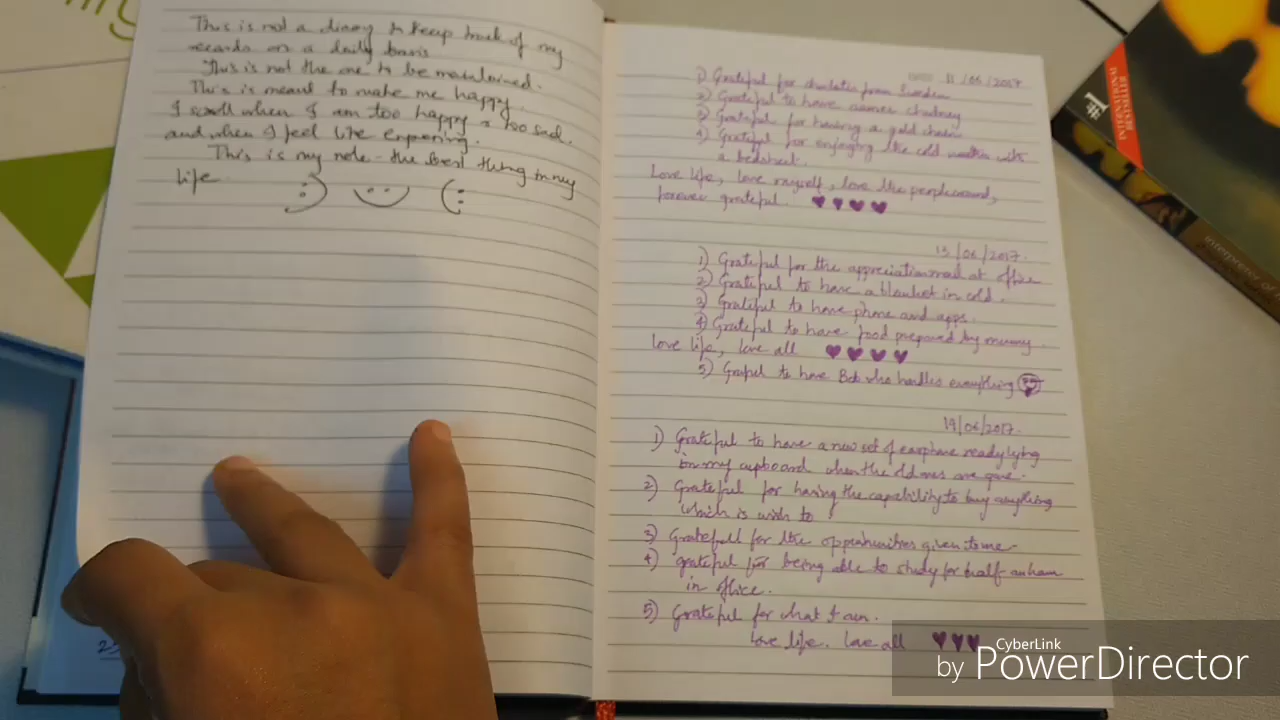 This is not a diary to keep track of my
records on a daily basis
This is not the one to be maintained.
This is meant to make me happy.
I scroll when I am too happy & too sad.
and when I feel like
This is my note - the best thing in my
life.
11/06/2017
1) Grateful for chocolates from Sweden
2) Grateful to have chutney
3) Grateful for having a gold chain
4) Grateful for enjoying the cold weather with
a bedsheet.
Love life, love myself, love the people around,
forever grateful.
13/06/2017.
1) Grateful for the appreciation mail at office
2) Grateful to have a blanket in cold.
3) Grateful to have phone and apps.
4) Grateful to have food prepared by mummy.
love life, love all
5) Grateful to have who handles everything
19/06/2017.
1) Grateful to have a new set of earphone ready lying
in my cupboard when the old ones are gone.
2) Grateful for having the capability to buy anything
which is wish to!
3) Gratefull for the oppertunities given to me.
4) grateful for being able to study for half an ham
in office.
5) Grateful for what I am.
love life. love all
#1
BESTSELLER
Interpreter of
CyberLink
by PowerDirector